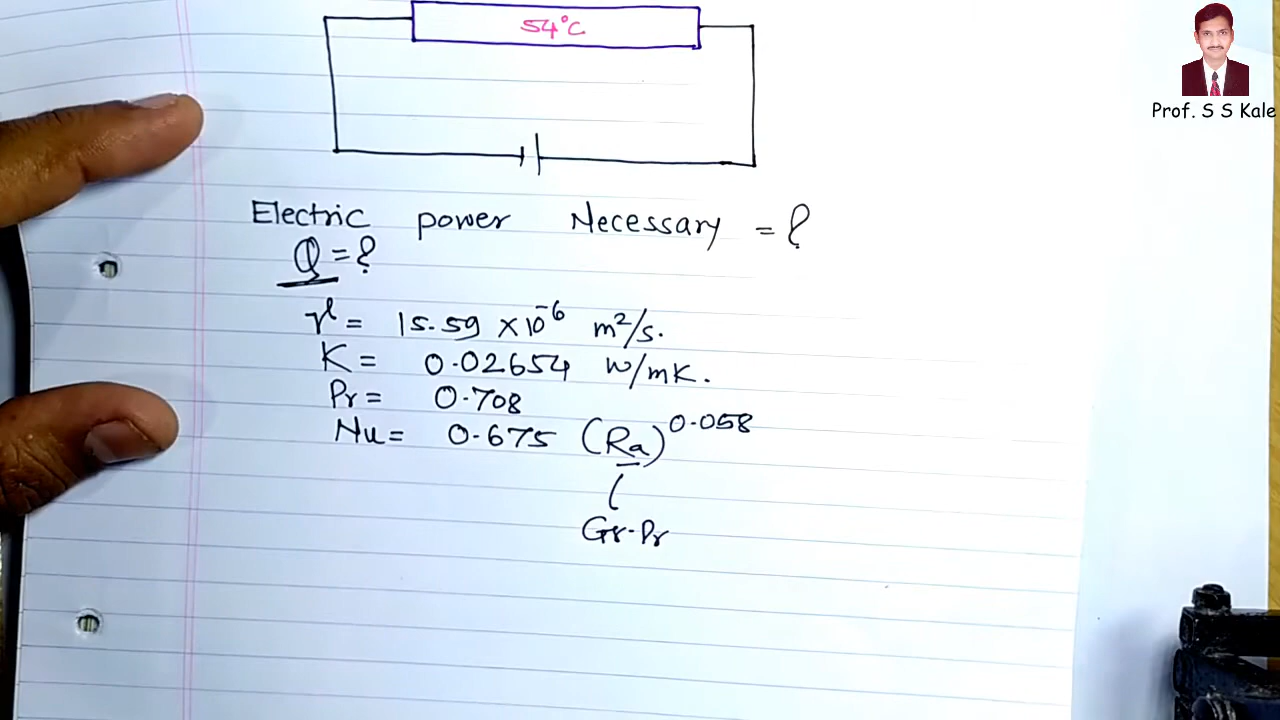 54°C
Prof. S S Kale
Electric power Necessary = ?
Q = ?
γ = 15.59 × 10⁻⁶ m²/s.
K = 0.02654 W/mK.
Pr = 0.708
Nu = 0.675 (Ra)^0.058
Gr.Pr